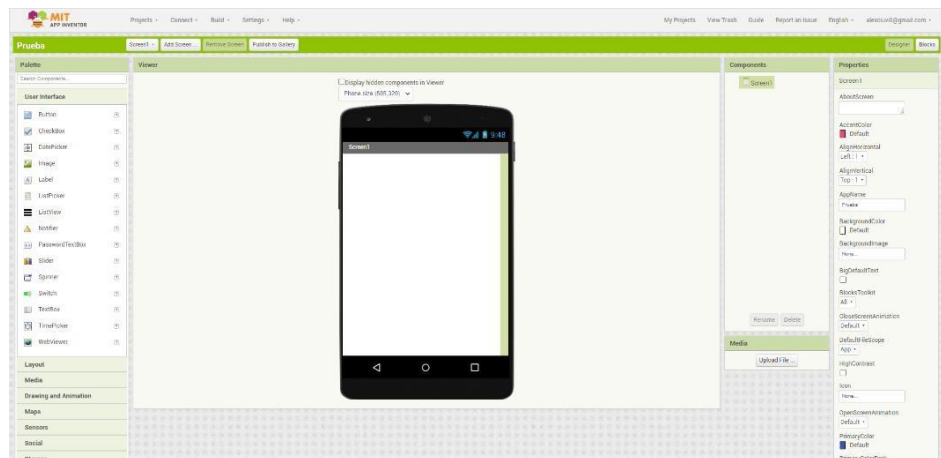 MIT
APP INVENTOR
Projects
Connect
Build
Settings
Help
My Projects
View Trash
Guide
Report an Issue
English
Prueba
Screen1
Add Screen ...
Remove Screen
Publish to Gallery
Designer
Blocks
Palette
Search Components...
User Interface
Button
CheckBox
DatePicker
Image
Label
ListPicker
ListView
Notifier
PasswordTextBox
Slider
Spinner
Switch
TextBox
TimePicker
WebViewer
Layout
Media
Drawing and Animation
Maps
Sensors
Social
Viewer
Display hidden components in Viewer
Phone size (505,320)
9:48
Screen1
Components
Screen1
Rename
Delete
Media
Upload File ...
Properties
Screen1
AboutScreen
AccentColor
Default
AlignHorizontal
Left : 1
AlignVertical
Top : 1
AppName
Prueba
BackgroundColor
Default
BackgroundImage
None...
BigDefaultText
BlocksToolkit
All
CloseScreenAnimation
Default
DefaultFileScope
App
HighContrast
Icon
None...
OpenScreenAnimation
Default
PrimaryColor
Default